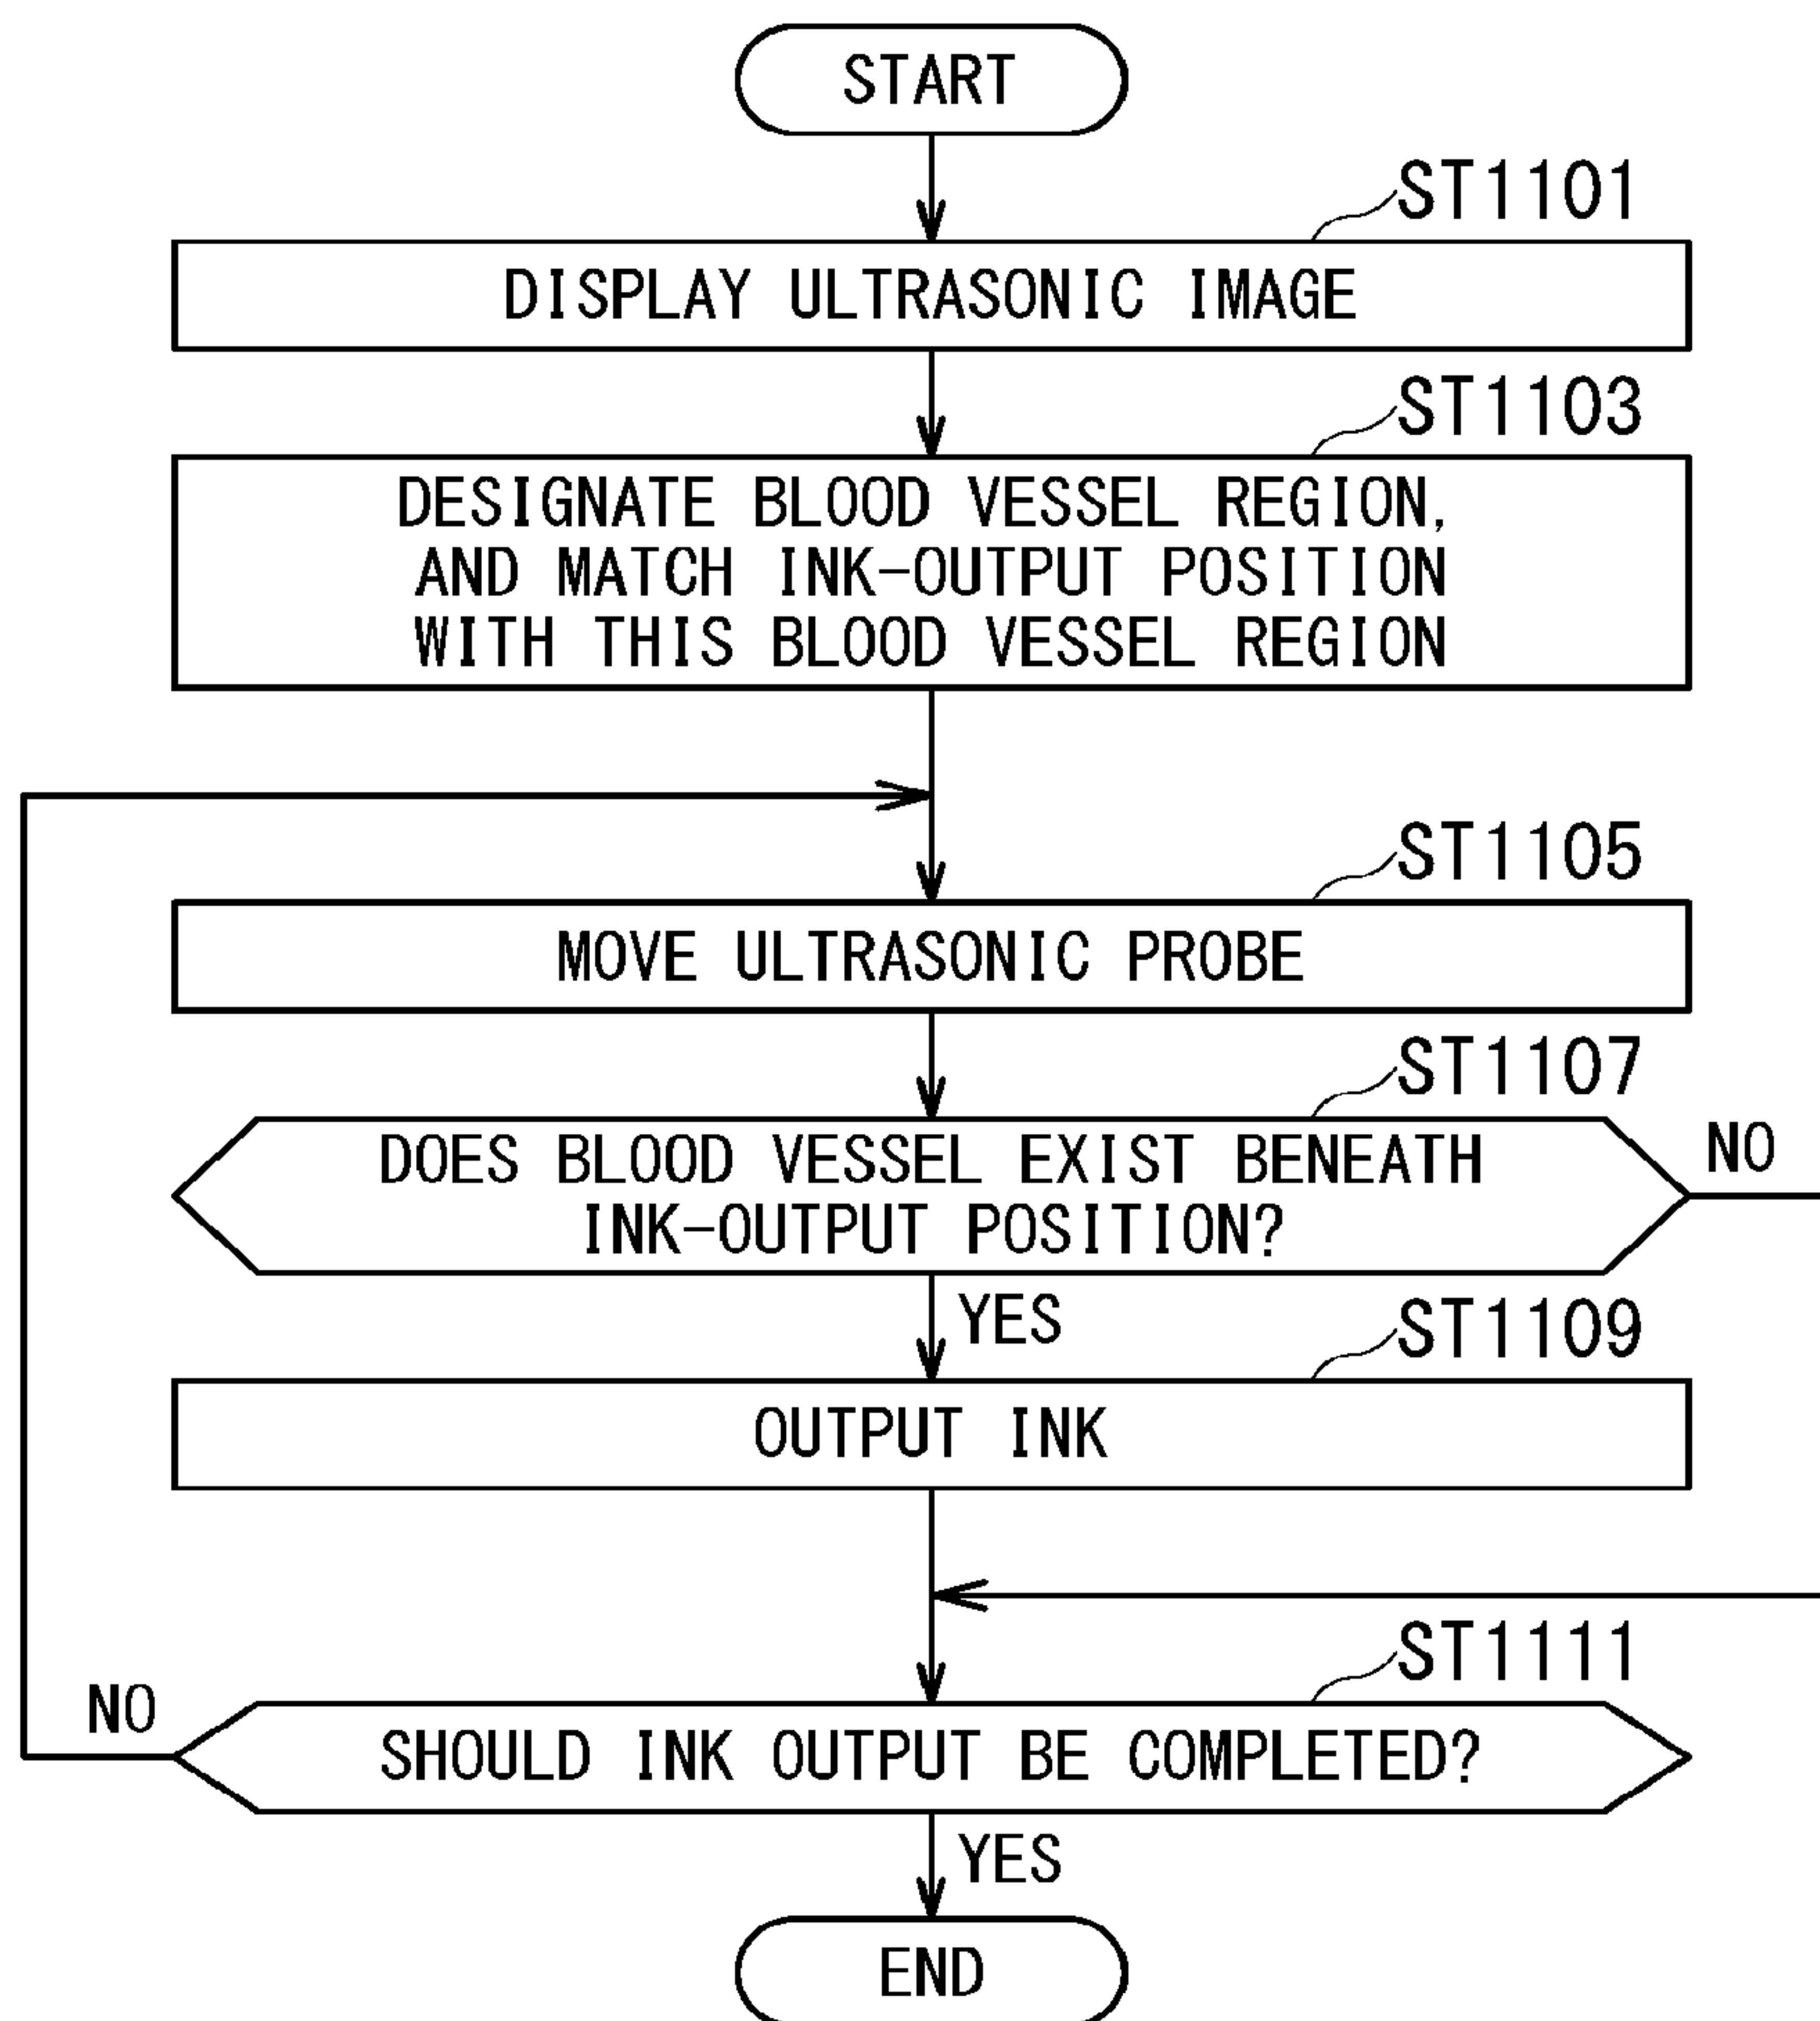 START
ST1101
DISPLAY ULTRASONIC IMAGE
ST1103
DESIGNATE BLOOD VESSEL REGION,
AND MATCH INK-OUTPUT POSITION
WITH THIS BLOOD VESSEL REGION
ST1105
MOVE ULTRASONIC PROBE
ST1107
DOES BLOOD VESSEL EXIST BENEATH
INK-OUTPUT POSITION?
NO
YES
ST1109
OUTPUT INK
ST1111
NO
SHOULD INK OUTPUT BE COMPLETED?
YES
END